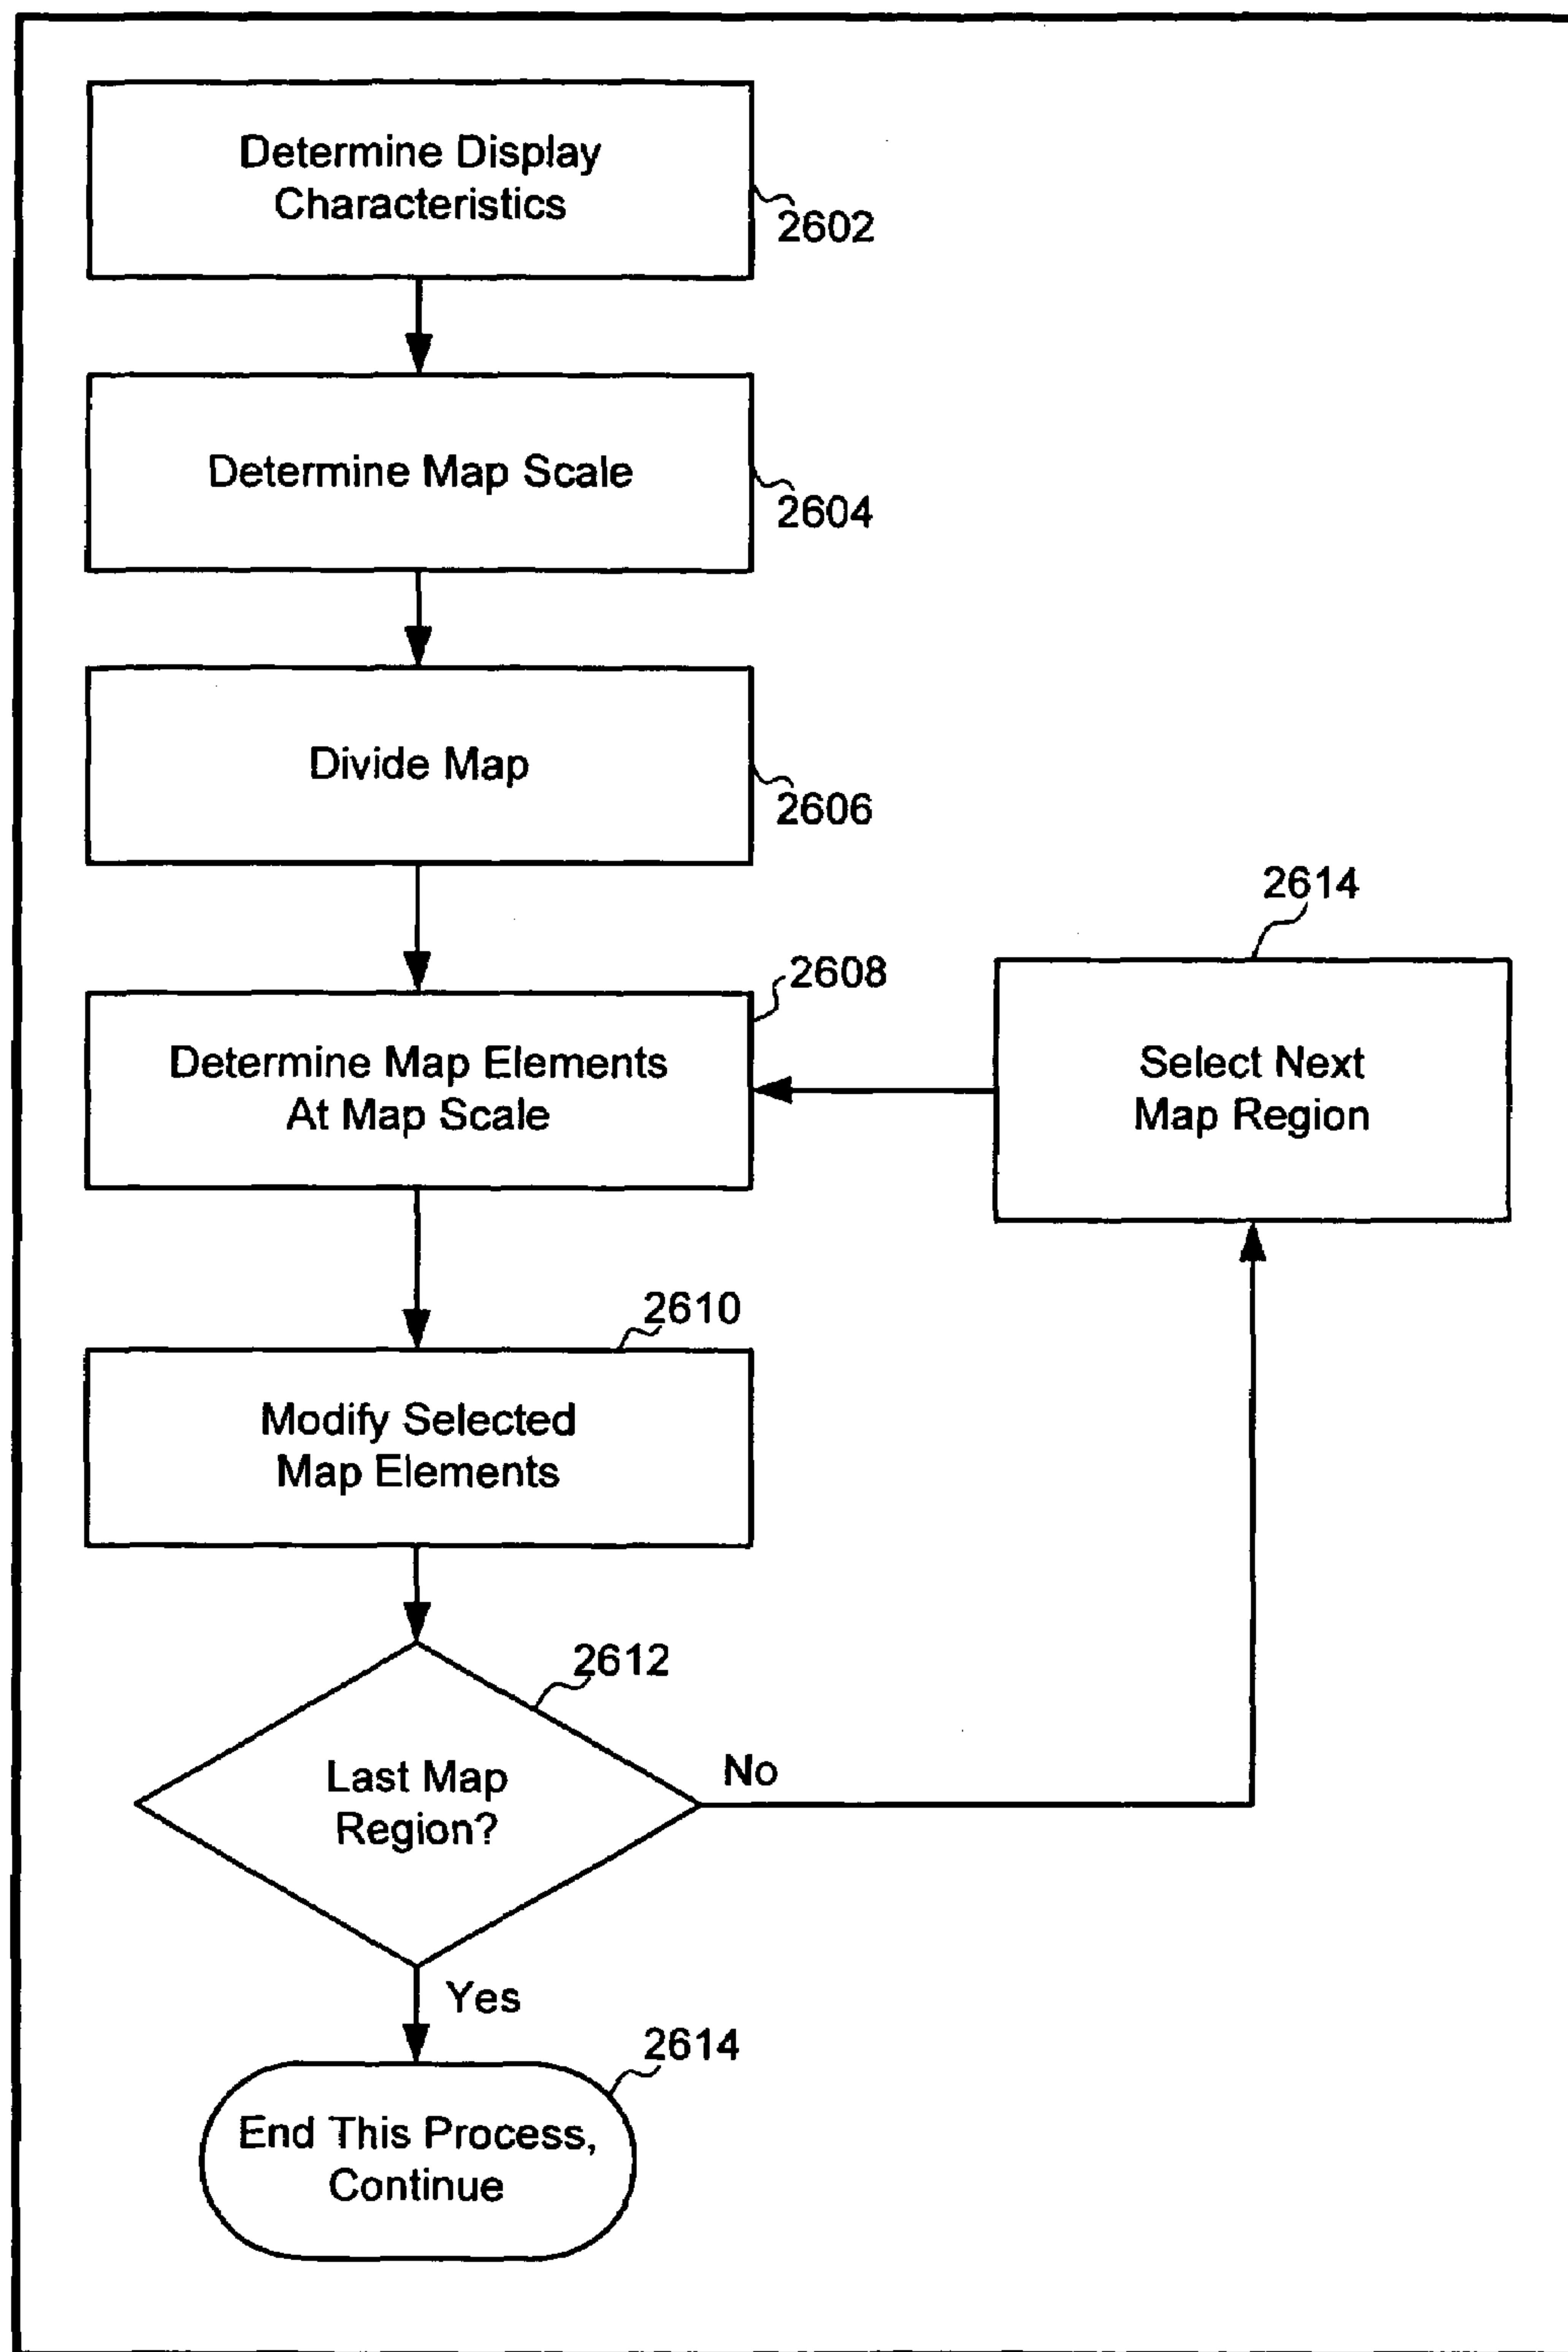 Determine Display
Characteristics
2602
Determine Map Scale
2604
Divide Map
2606
2614
2608
Determine Map Elements
At Map Scale
Select Next
Map Region
2610
Modify Selected
Map Elements
2612
Last Map
Region?
No
Yes
2614
End This Process,
Continue